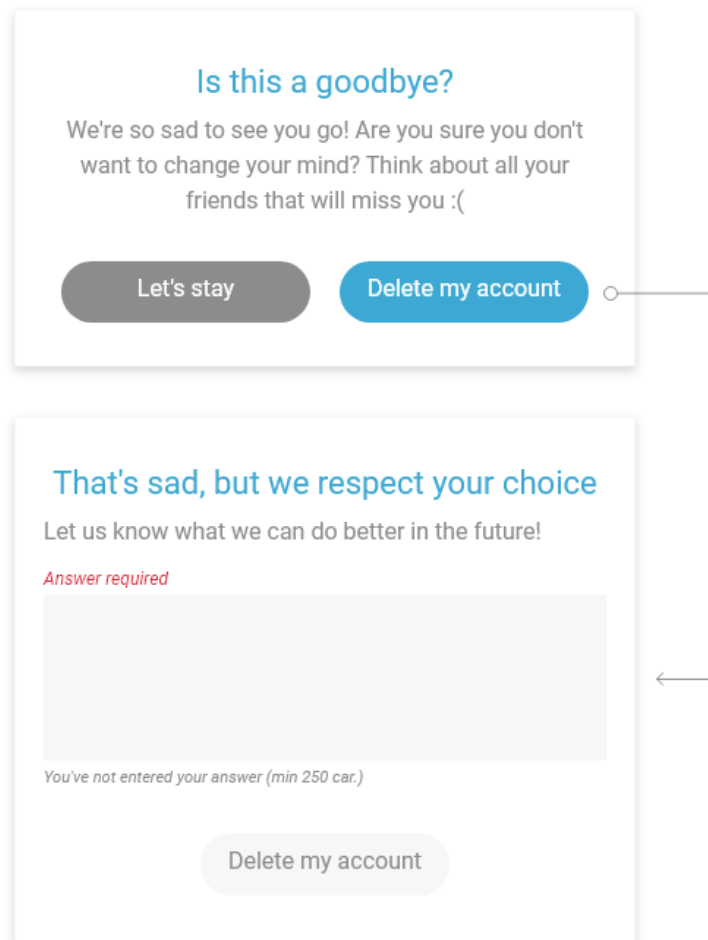 Is this a goodbye?
We're so sad to see you go! Are you sure you don't
want to change your mind? Think about all your
friends that will miss you :(
Let's stay
Delete my account
That's sad, but we respect your choice
Let us know what we can do better in the future!
Answer required
You've not entered your answer (min 250 car.)
Delete my account